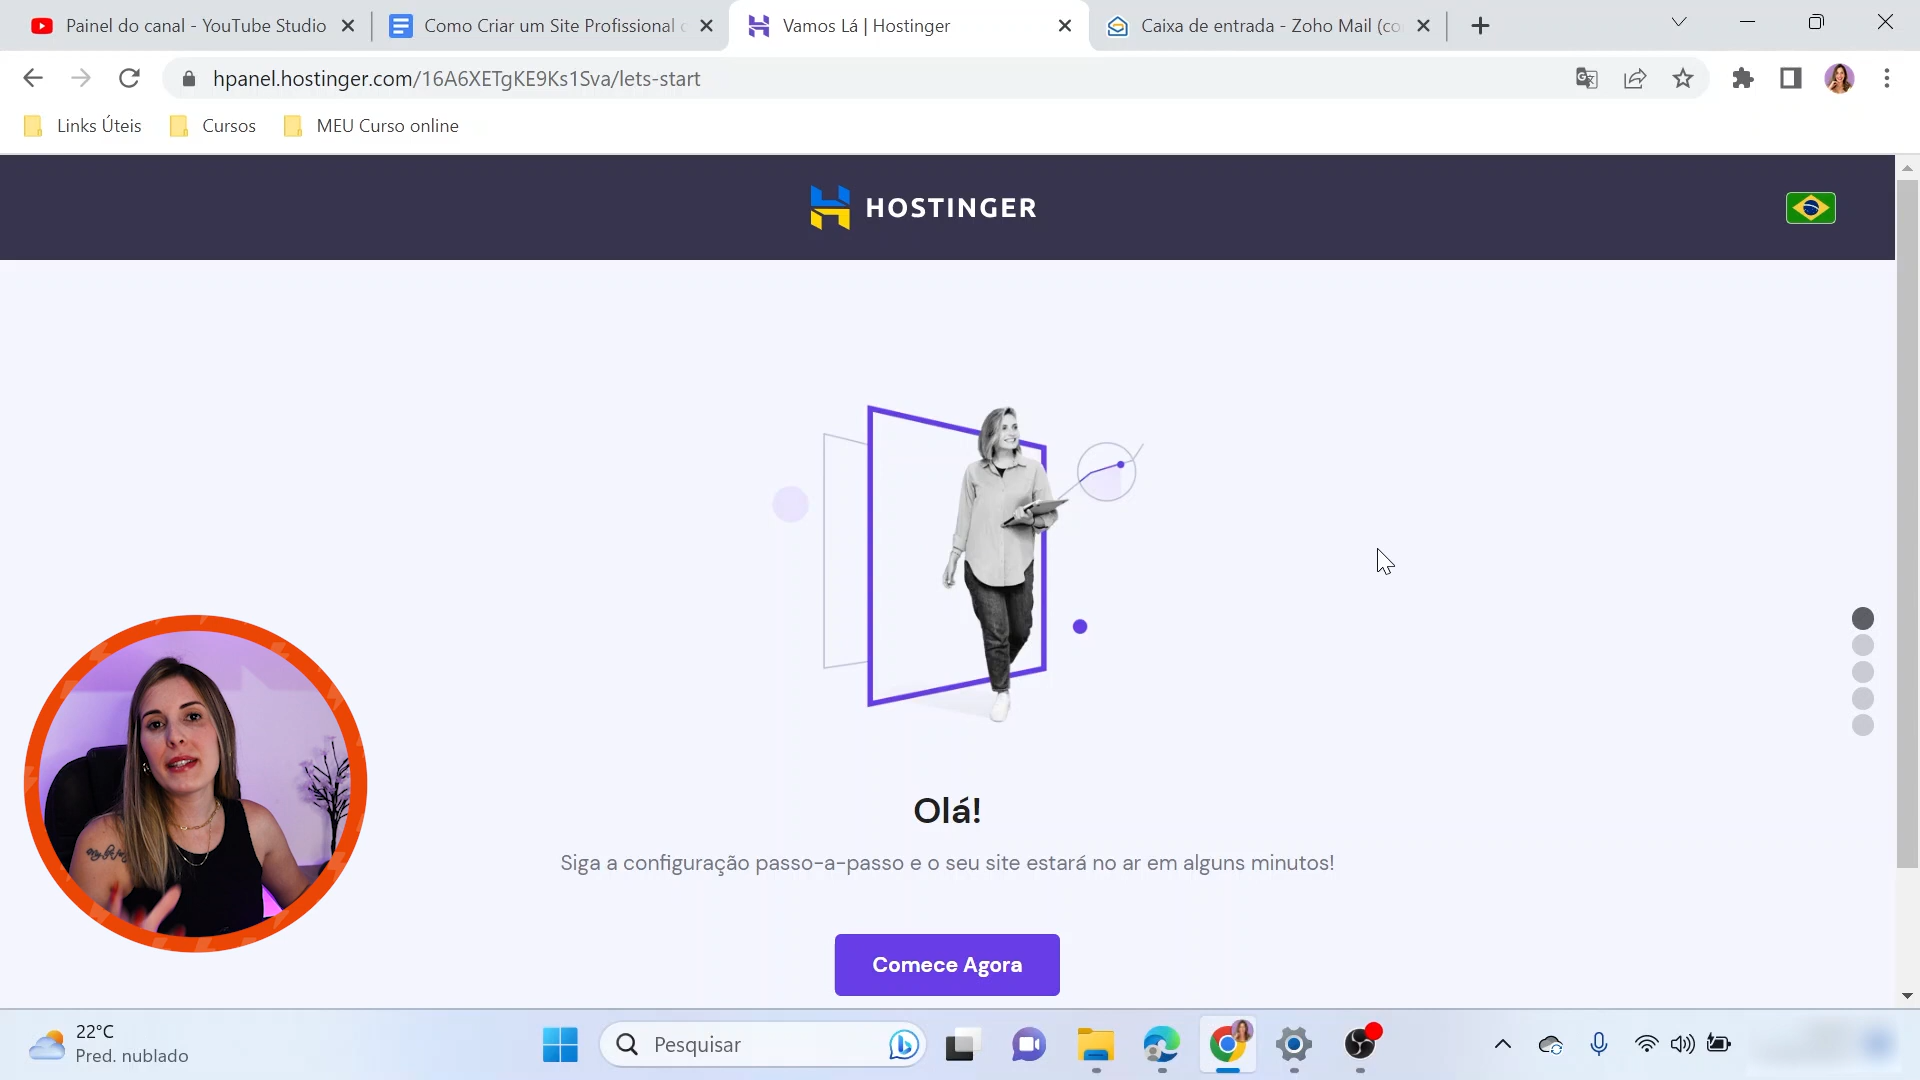 Painel do canal - YouTube Studio
Como Criar um Site Profissional c
Vamos Lá | Hostinger
Caixa de entrada - Zoho Mail (co
hpanel.hostinger.com/16A6XETgKE9Ks1Sva/lets-start
Links Úteis
Cursos
MEU Curso online
HOSTINGER
Olá!
Siga a configuração passo-a-passo e o seu site estará no ar em alguns minutos!
Comece Agora
22°C
Pred. nublado
Pesquisar